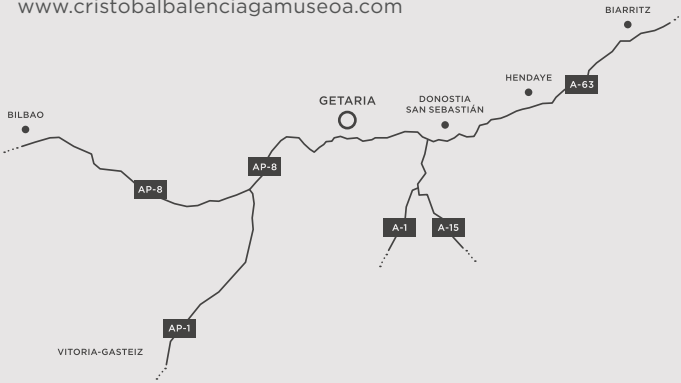 www.cristobalbalenciagamuseoa.com
BIARRITZ
HENDAYE
A-63
GETARIA
DONOSTIA
SAN SEBASTIÁN
BILBAO
AP-8
AP-8
A-1
A-15
AP-1
VITORIA-GASTEIZ